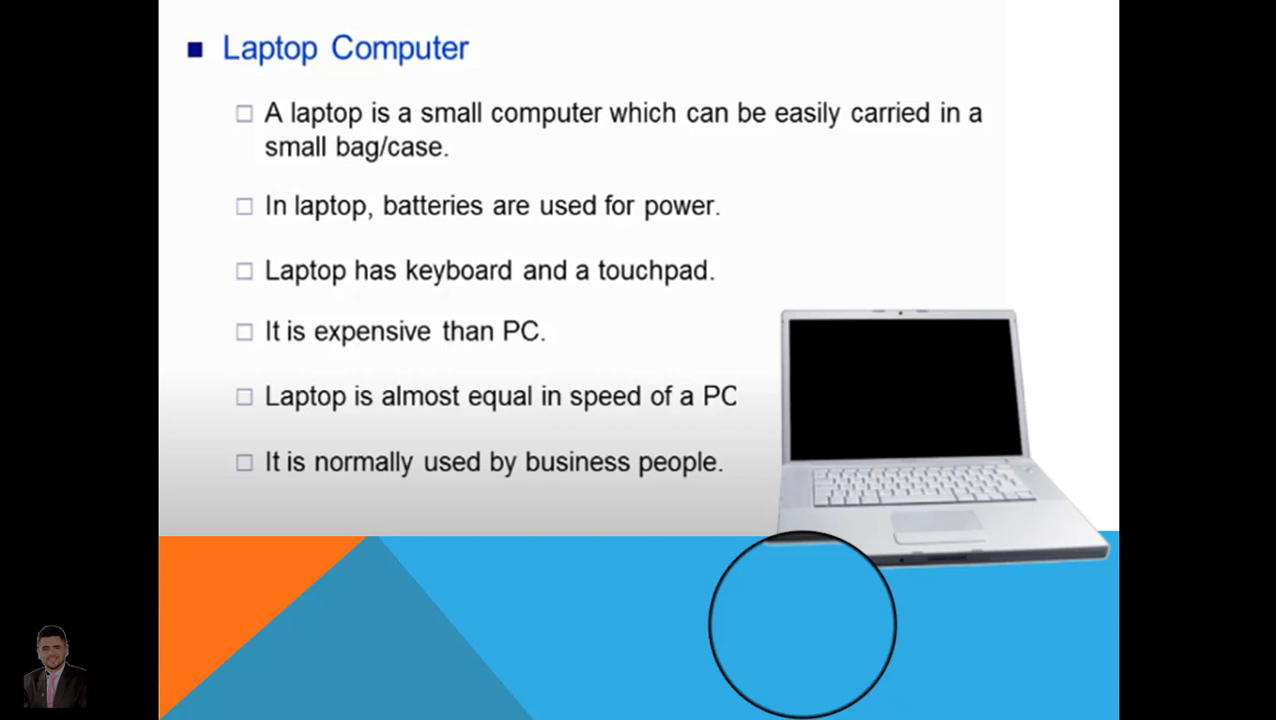 Laptop Computer
A laptop is a small computer which can be easily carried in a
small bag/case.
In laptop, batteries are used for power.
Laptop has keyboard and a touchpad.
It is expensive than PC.
Laptop is almost equal in speed of a PC
It is normally used by business people.